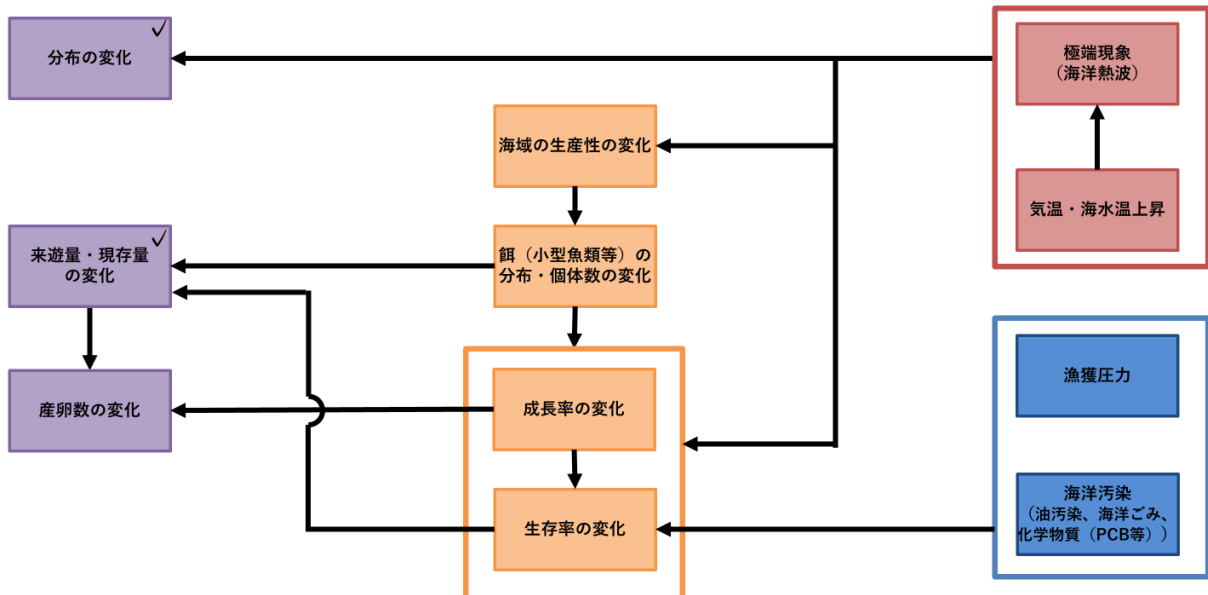 分布の変化
✓
極端現象
（海洋熱波）
海域の生産性の変化
気温・海水温上昇
来遊量・現存量
の変化
✓
餌（小型魚類等）の
分布・個体数の変化
漁獲圧力
産卵数の変化
成長率の変化
生存率の変化
海洋汚染
（油汚染、海洋ごみ、
化学物質（PCB等））